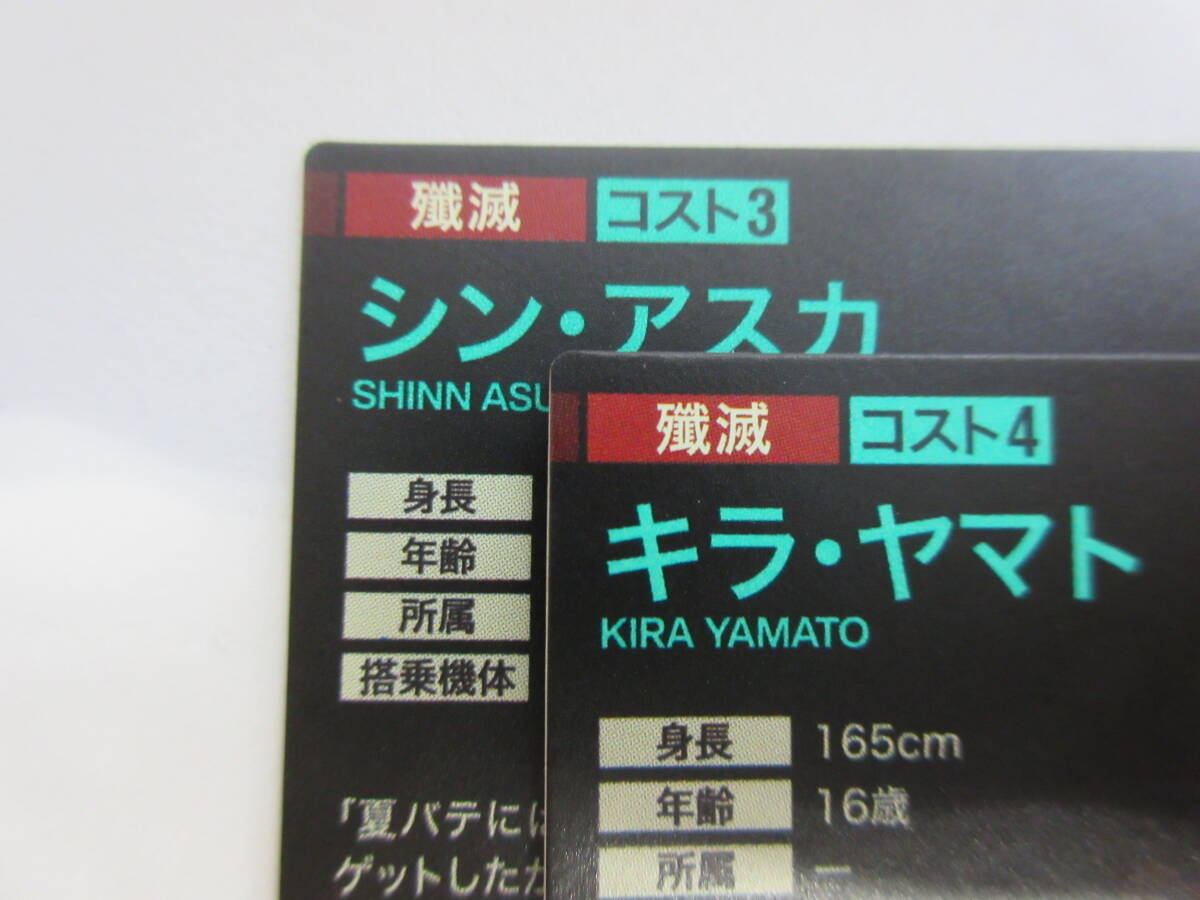 殲滅 コスト3
シン・アスカ
SHINN ASU
身長
年齢
所属
搭乗機体
「夏バテには
ゲットしたか
殲滅 コスト4
キラ・ヤマト
KIRA YAMATO
身長 165cm
年齢 16歳
所属 —